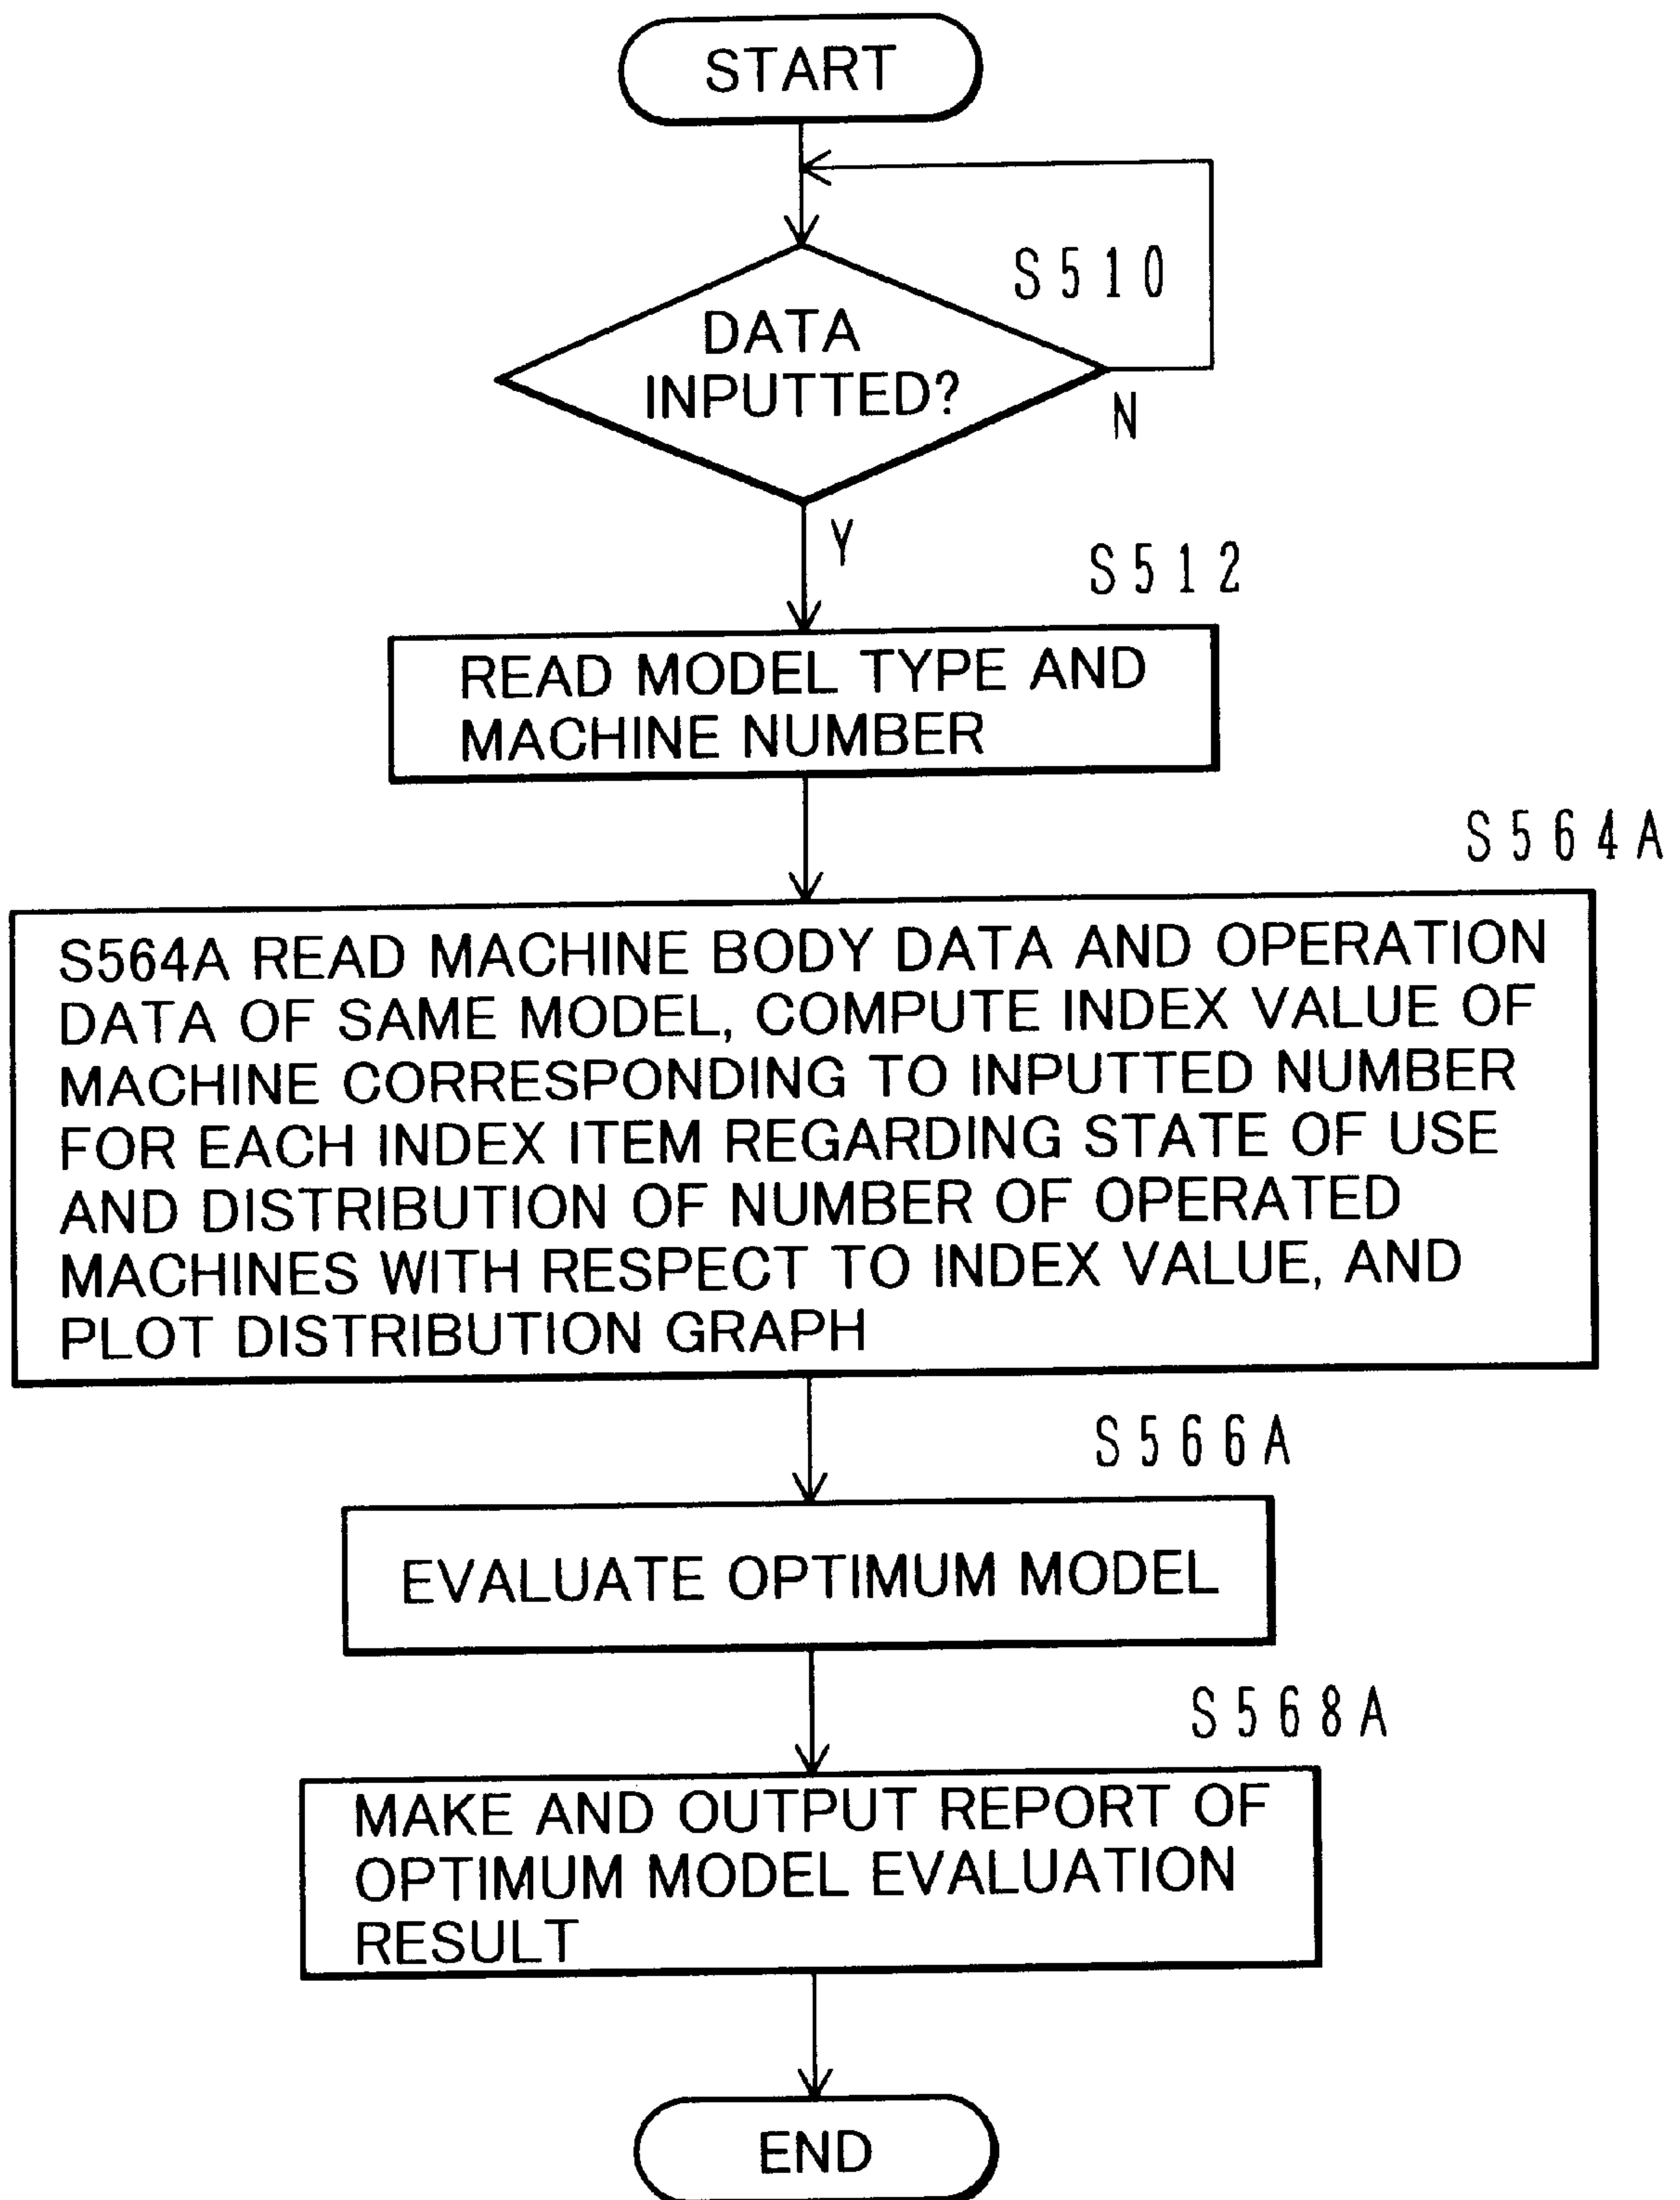 START
S510
DATA
INPUTTED?
N
Y
S512
READ MODEL TYPE AND
MACHINE NUMBER
S564A
S564A READ MACHINE BODY DATA AND OPERATION
DATA OF SAME MODEL, COMPUTE INDEX VALUE OF
MACHINE CORRESPONDING TO INPUTTED NUMBER
FOR EACH INDEX ITEM REGARDING STATE OF USE
AND DISTRIBUTION OF NUMBER OF OPERATED
MACHINES WITH RESPECT TO INDEX VALUE, AND
PLOT DISTRIBUTION GRAPH
S566A
EVALUATE OPTIMUM MODEL
S568A
MAKE AND OUTPUT REPORT OF
OPTIMUM MODEL EVALUATION
RESULT
END